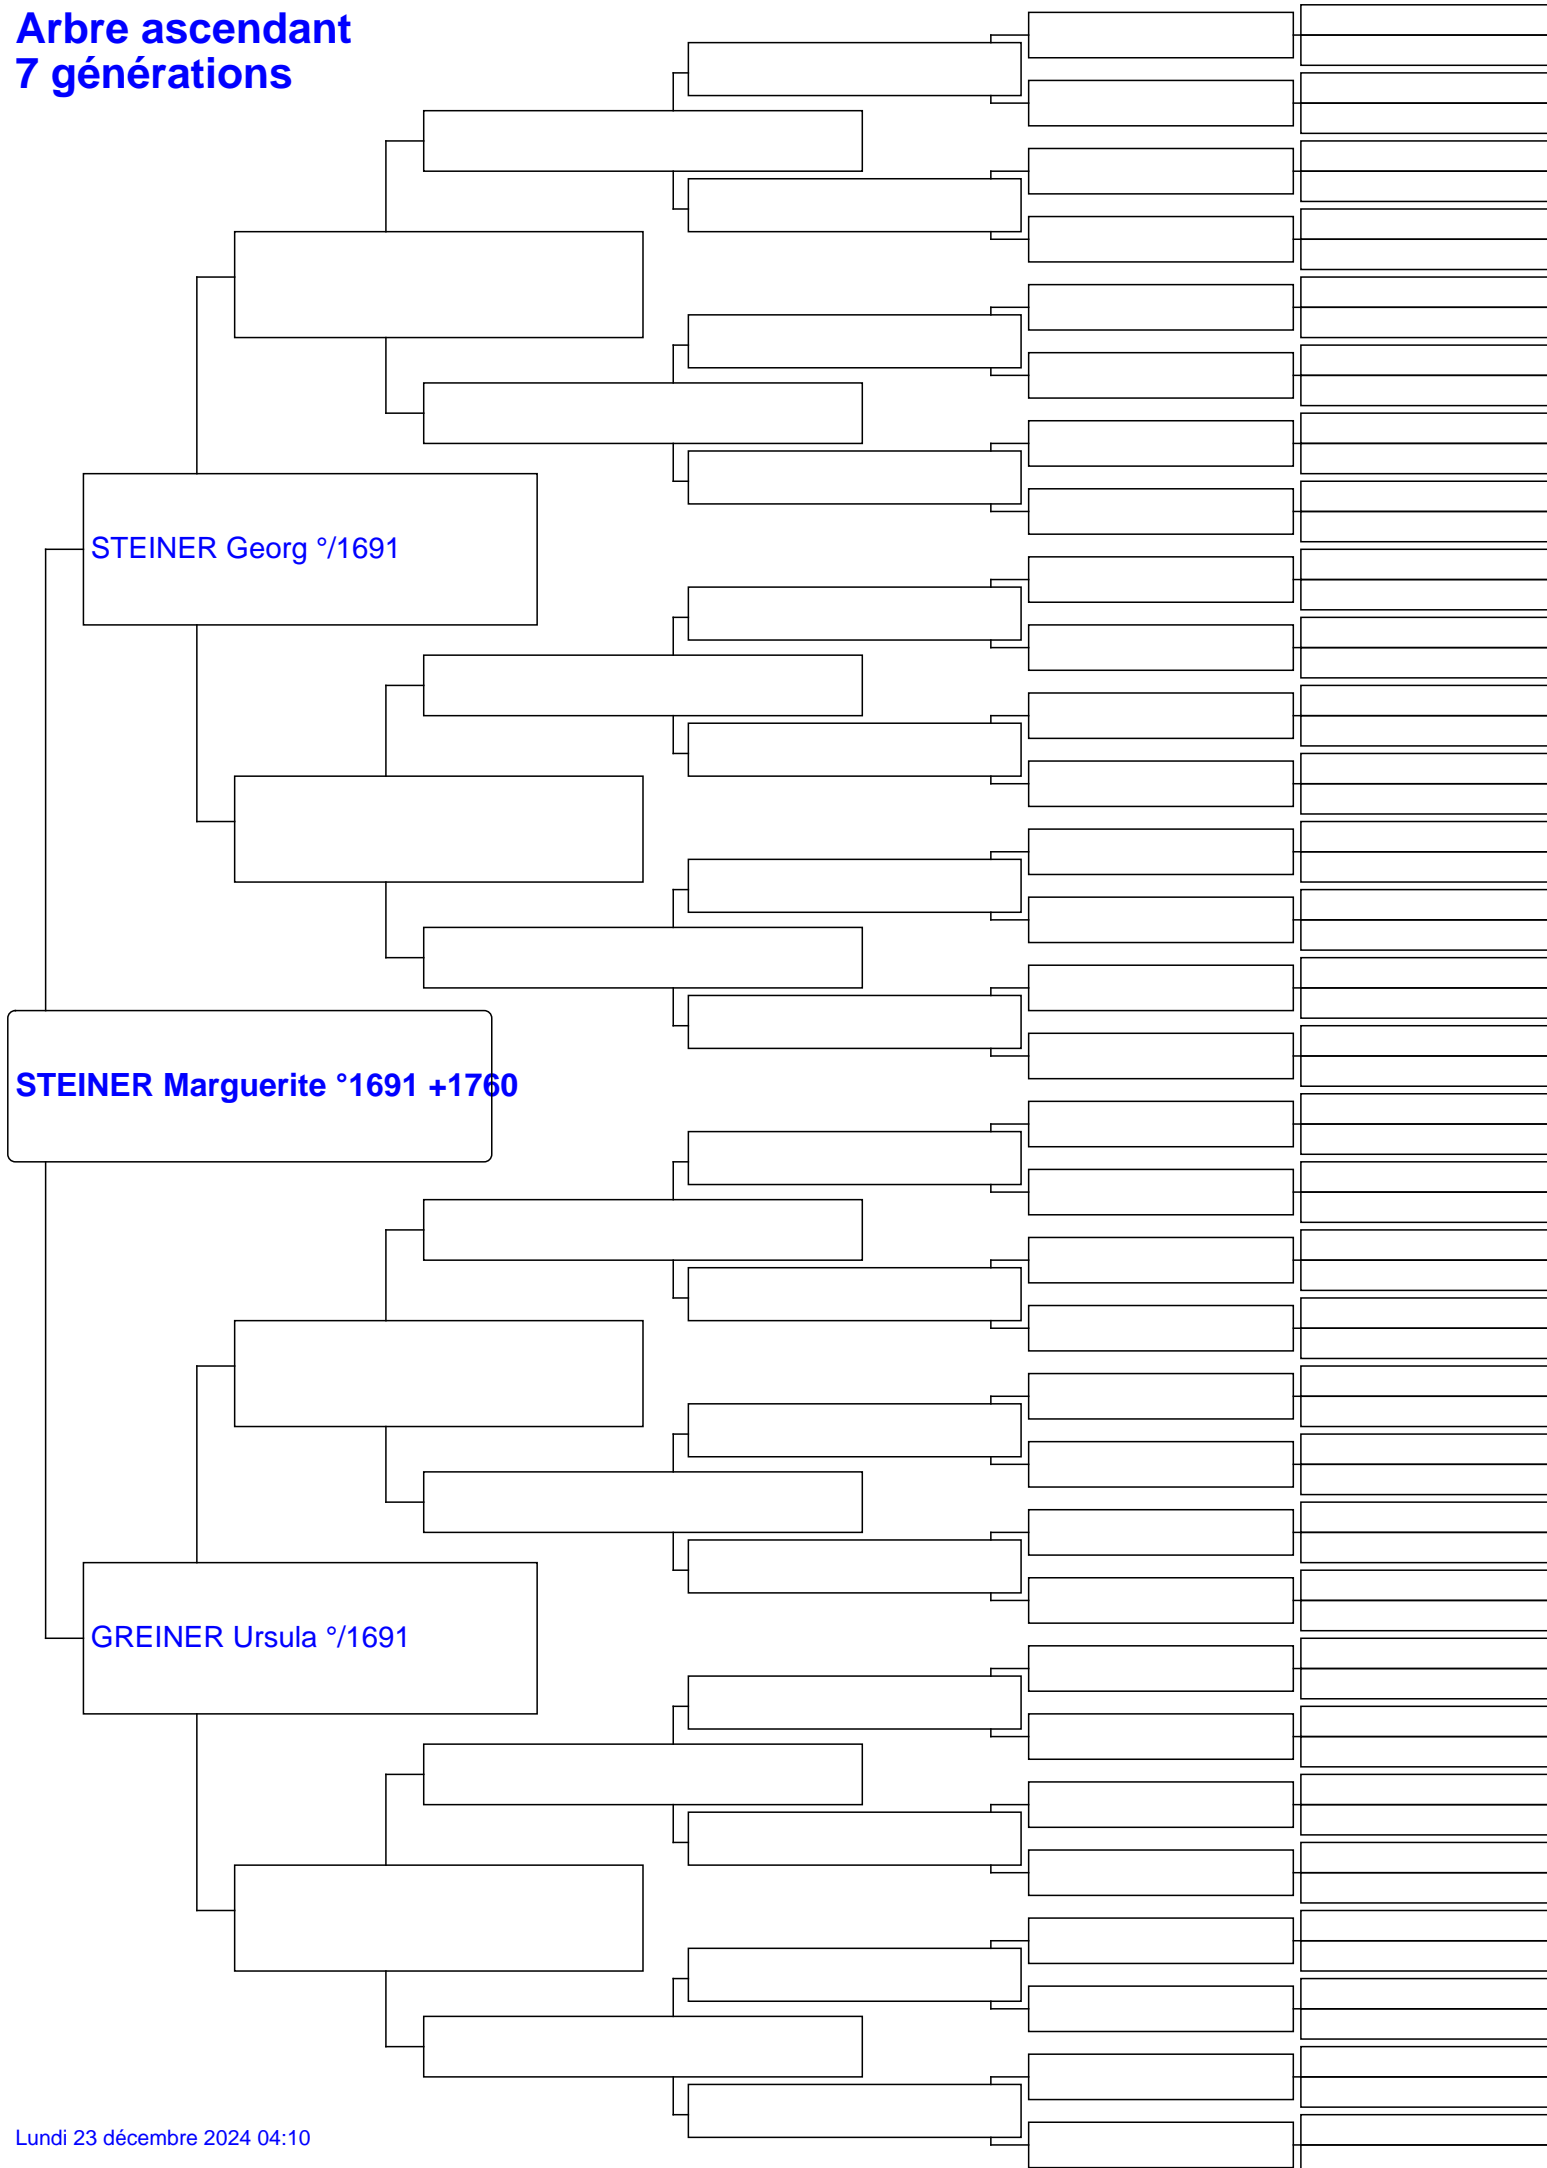 Arbre ascendant
7 générations
STEINER Georg °/1691
STEINER Marguerite °1691 +1760
GREINER Ursula °/1691
Lundi 23 décembre 2024 04:10